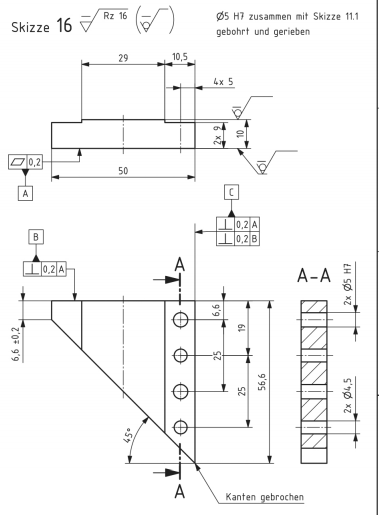 Skizze 16 Rz 16
Ø5 H7 zusammen mit Skizze 11.1
gebohrt und gerieben
29
10,5
4x 5
2x 9
10
0,2
A
50
C
0,2 A
0,2 B
B
0,2 A
A
A-A
6,6
19
2x Ø5 H7
6,6 ±0,2
25
56,6
25
2x Ø4,5
45°
A
Kanten gebrochen